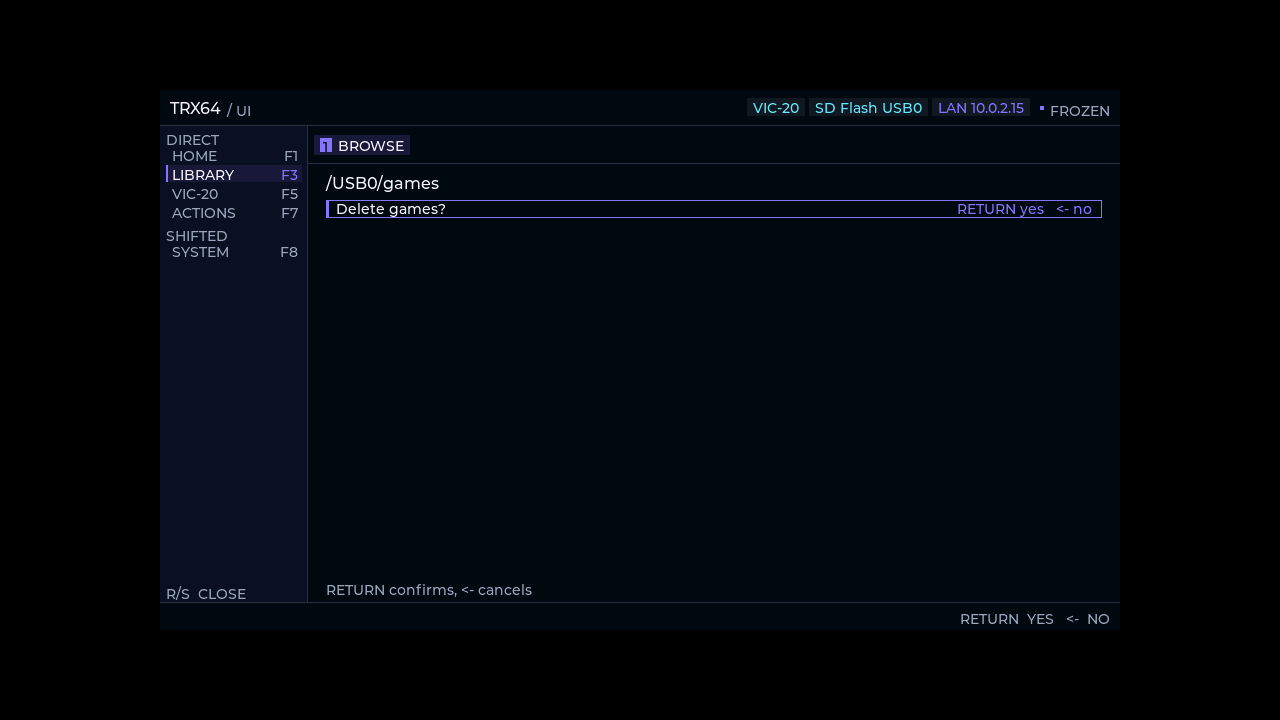 TRX64 / UI
VIC-20 SD Flash USB0 LAN 10.0.2.15 FROZEN
DIRECT
HOME F1
LIBRARY F3
VIC-20 F5
ACTIONS F7
SHIFTED
SYSTEM F8
R/S CLOSE
1 BROWSE
/USB0/games
Delete games? RETURN yes <- no
RETURN confirms, <- cancels
RETURN YES <- NO